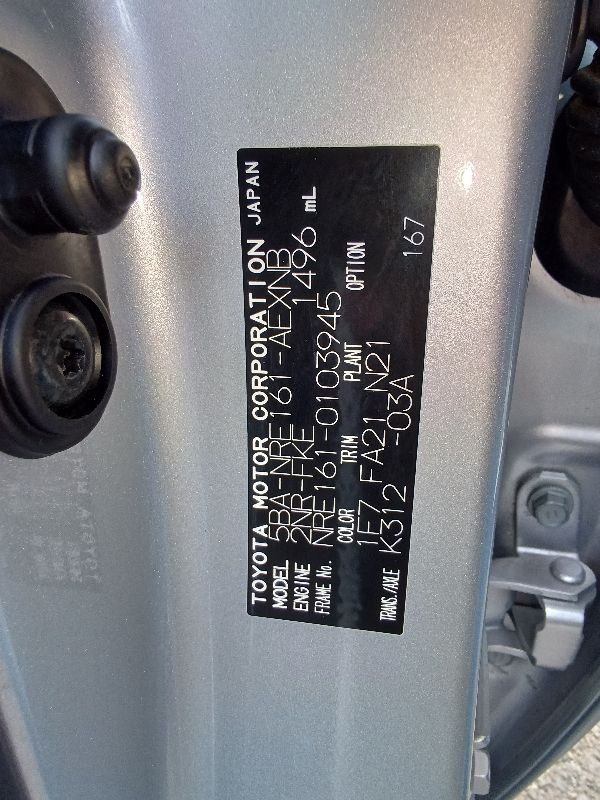 TOYOTA MOTOR CORPORATION JAPAN
MODEL 5BA-NRE161-AEXNB
ENGINE 2NR-FKE 1496 mL
FRAME No. NRE161-0103945
COLOR TRIM PLANT OPTION
1E7 FA21 N21
TRANS./AXLE K312 -03A 167